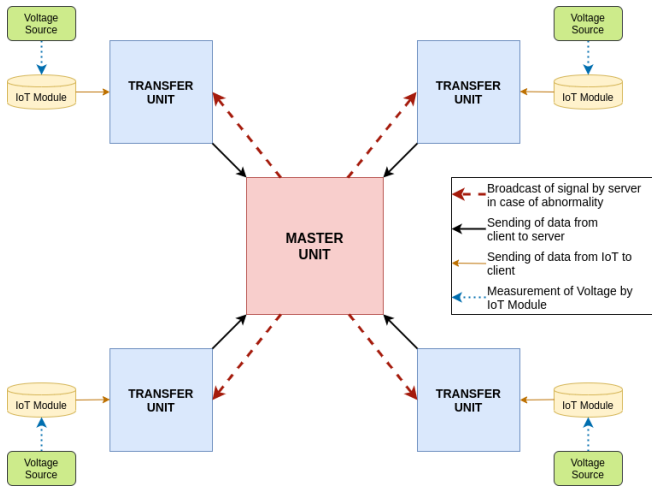 Voltage
Source
IoT Module
TRANSFER
UNIT
TRANSFER
UNIT
Voltage
Source
IoT Module
MASTER
UNIT
Broadcast of signal by server
in case of abnormality
Sending of data from
client to server
Sending of data from IoT to
client
Measurement of Voltage by
IoT Module
IoT Module
Voltage
Source
TRANSFER
UNIT
TRANSFER
UNIT
IoT Module
Voltage
Source